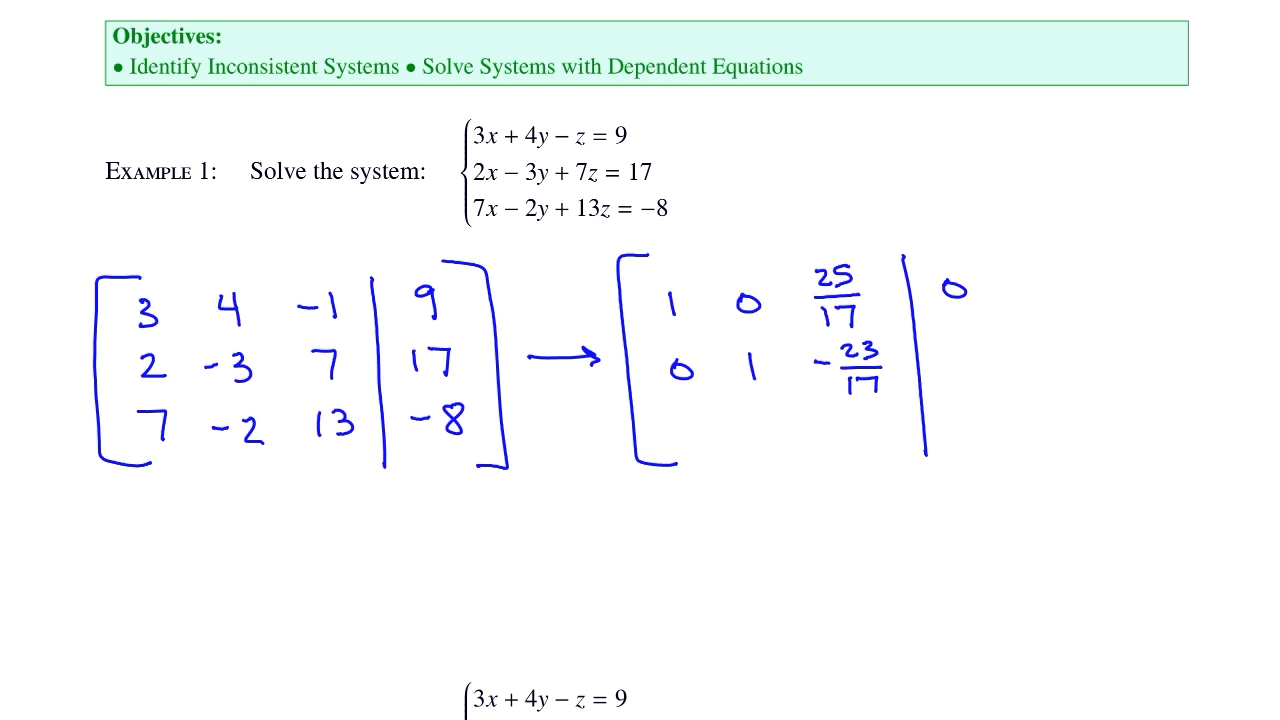 Objectives:
• Identify Inconsistent Systems • Solve Systems with Dependent Equations
EXAMPLE 1: Solve the system:
3x + 4y − z = 9
2x − 3y + 7z = 17
7x − 2y + 13z = −8
3 4 -1 | 9
2 -3 7 | 17
7 -2 13 | -8
→
1 0 25/17 | 0
0 1 -23/17
3x + 4y − z = 9